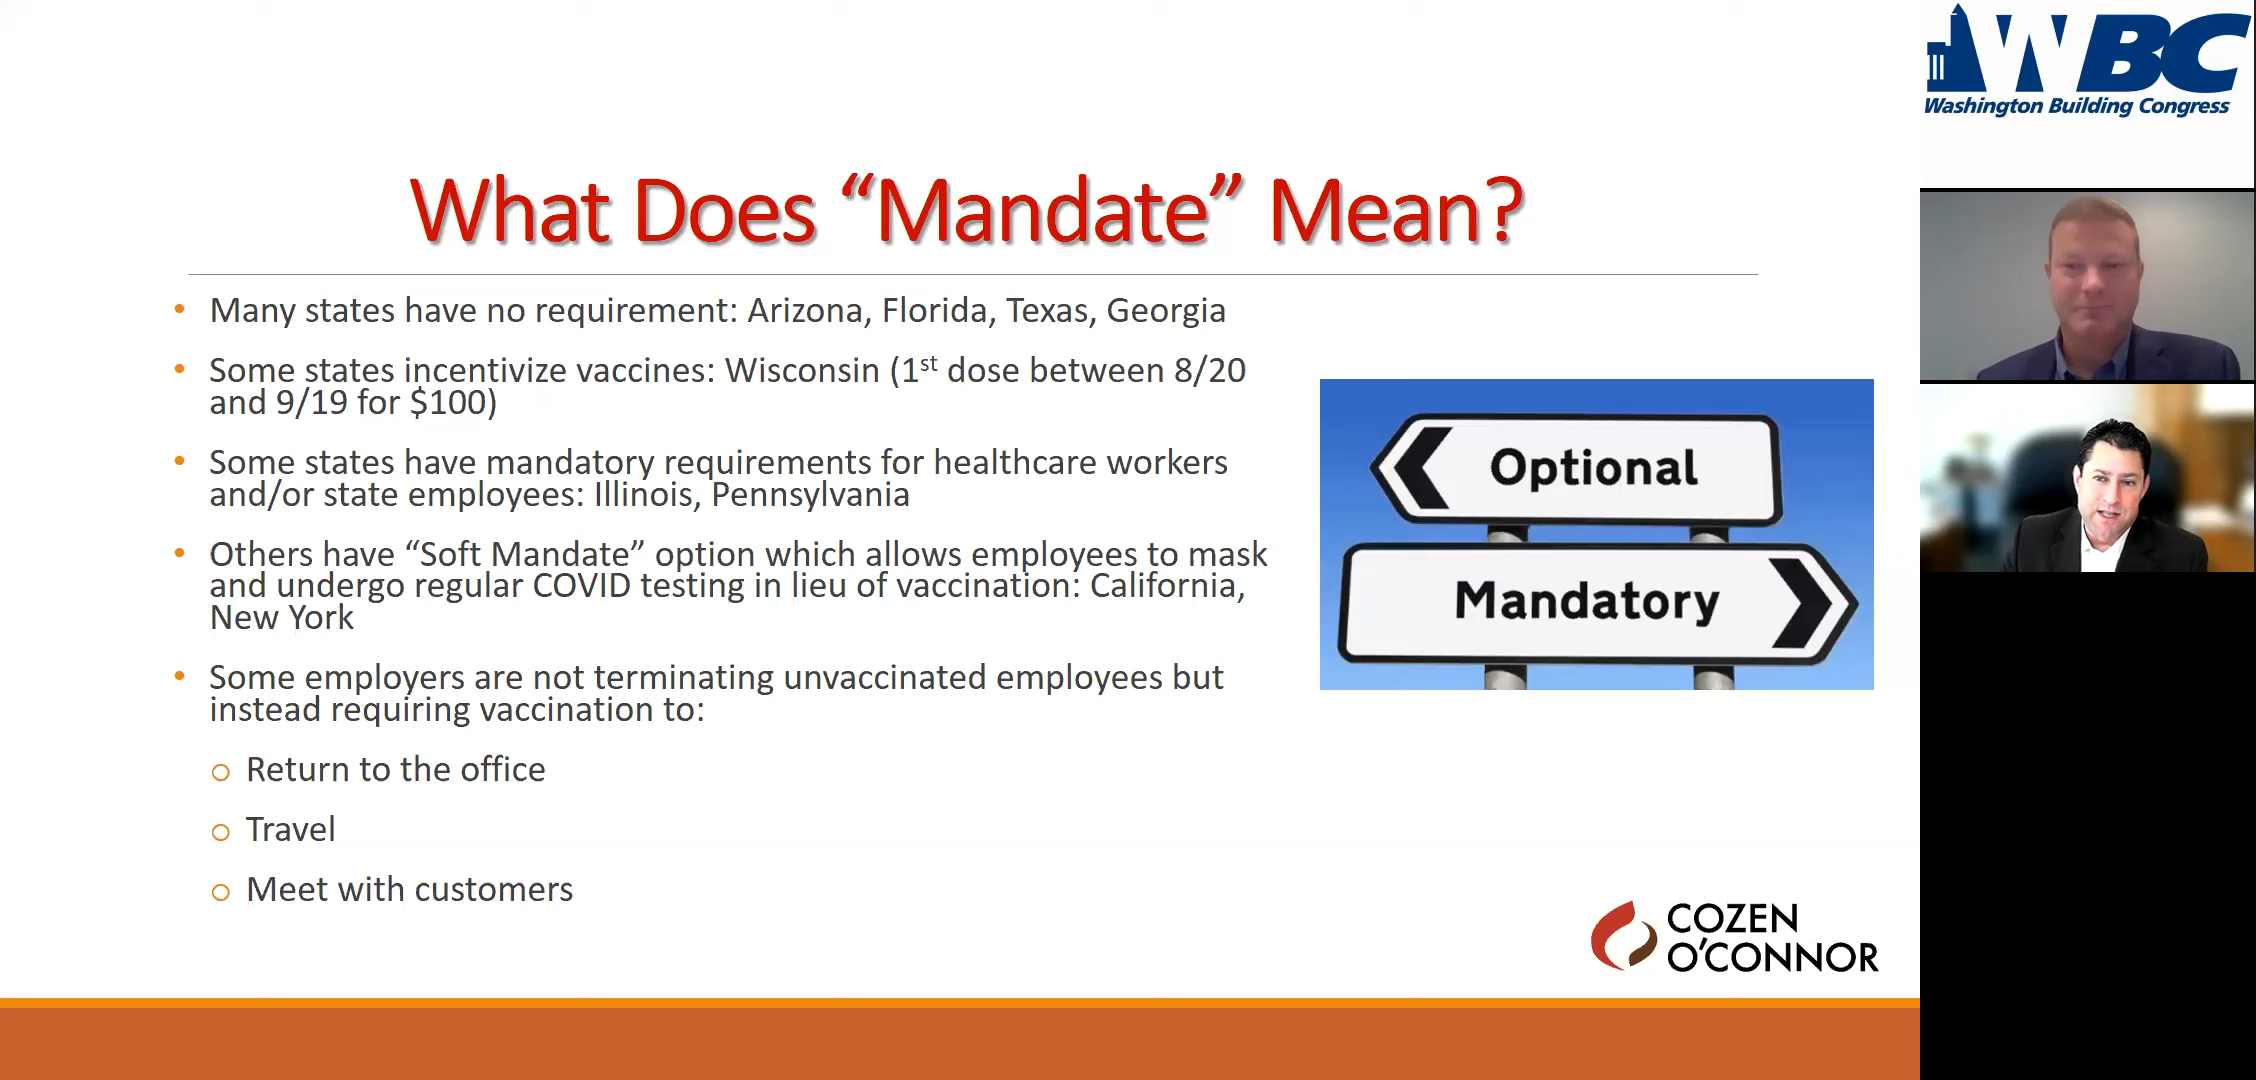 What Does “Mandate” Mean?
• Many states have no requirement: Arizona, Florida, Texas, Georgia
• Some states incentivize vaccines: Wisconsin (1st dose between 8/20
and 9/19 for $100)
• Some states have mandatory requirements for healthcare workers
and/or state employees: Illinois, Pennsylvania
• Others have “Soft Mandate” option which allows employees to mask
and undergo regular COVID testing in lieu of vaccination: California,
New York
• Some employers are not terminating unvaccinated employees but
instead requiring vaccination to:
o Return to the office
o Travel
o Meet with customers
Optional
Mandatory
COZEN
O’CONNOR
WBC
Washington Building Congress